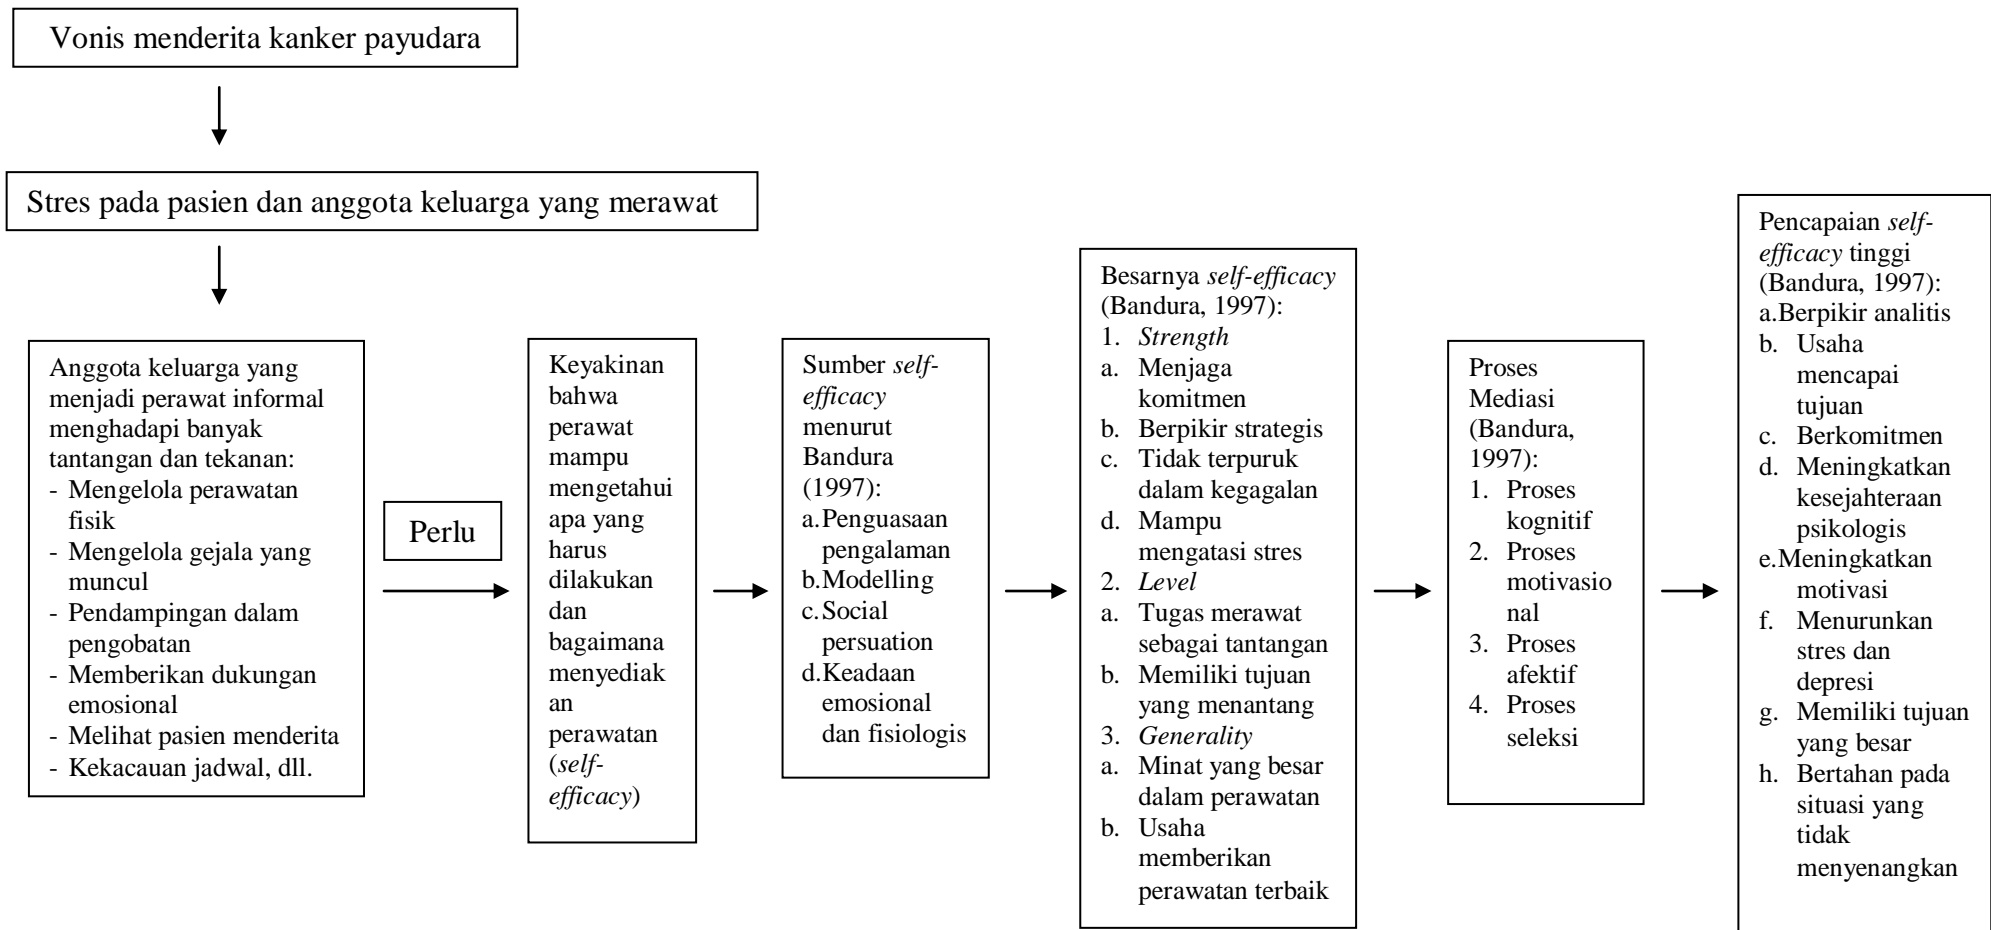 Vonis menderita kanker payudara
Stres pada pasien dan anggota keluarga yang merawat
Anggota keluarga yang
menjadi perawat informal
menghadapi banyak
tantangan dan tekanan:
- Mengelola perawatan
fisik
- Mengelola gejala yang
muncul
- Pendampingan dalam
pengobatan
- Memberikan dukungan
emosional
- Melihat pasien menderita
- Kekacauan jadwal, dll.
Perlu
Keyakinan
bahwa
perawat
mampu
mengetahui
apa yang
harus
dilakukan
dan
bagaimana
menyediak
an
perawatan
(self-
efficacy)
Sumber self-
efficacy
menurut
Bandura
(1997):
a.Penguasaan
pengalaman
b.Modelling
c.Social
persuation
d.Keadaan
emosional
dan fisiologis
Besarnya self-efficacy
(Bandura, 1997):
1. Strength
a. Menjaga
komitmen
b. Berpikir strategis
c. Tidak terpuruk
dalam kegagalan
d. Mampu
mengatasi stres
2. Level
a. Tugas merawat
sebagai tantangan
b. Memiliki tujuan
yang menantang
3. Generality
a. Minat yang besar
dalam perawatan
b. Usaha
memberikan
perawatan terbaik
Proses
Mediasi
(Bandura,
1997):
1. Proses
kognitif
2. Proses
motivasio
nal
3. Proses
afektif
4. Proses
seleksi
Pencapaian self-
efficacy tinggi
(Bandura, 1997):
a.Berpikir analitis
b. Usaha
mencapai
tujuan
c. Berkomitmen
d. Meningkatkan
kesejahteraan
psikologis
e.Meningkatkan
motivasi
f. Menurunkan
stres dan
depresi
g. Memiliki tujuan
yang besar
h. Bertahan pada
situasi yang
tidak
menyenangkan